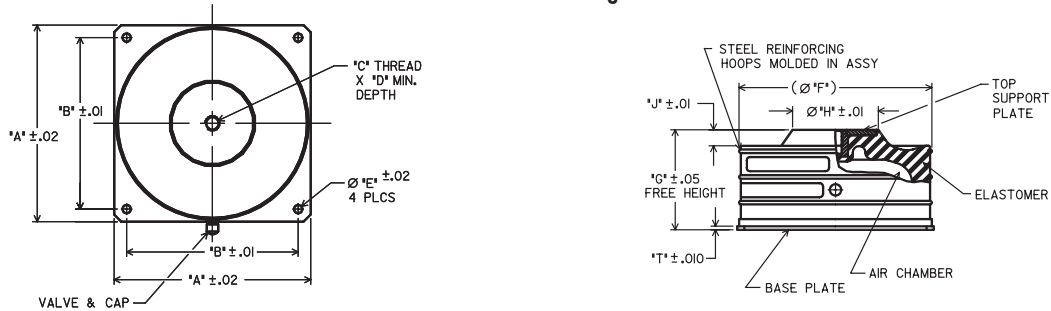 "C" THREAD
X "D" MIN.
DEPTH
"B" ±.01
"A" ±.02
Ø "E" ±.02
4 PLCS
"B" ±.01
"A" ±.02
VALVE & CAP
STEEL REINFORCING
HOOPS MOLDED IN ASSY
(Ø "F")
"J" ±.01
Ø "H" ±.01
TOP
SUPPORT
PLATE
"G" ±.05
FREE HEIGHT
ELASTOMER
"T" ±.010
AIR CHAMBER
BASE PLATE